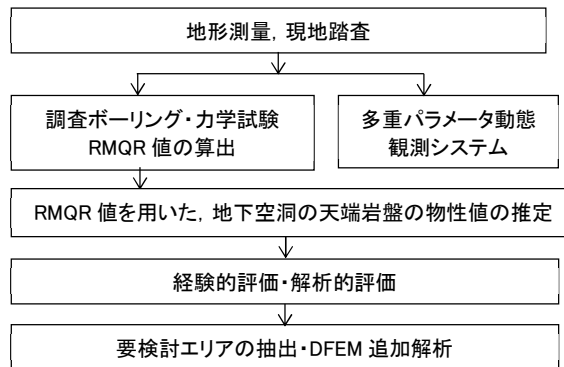 地形測量，現地踏査
調査ボーリング・力学試験
RMQR 値の算出
多重パラメータ動態
観測システム
RMQR 値を用いた，地下空洞の天端岩盤の物性値の推定
経験的評価・解析的評価
要検討エリアの抽出・DFEM 追加解析